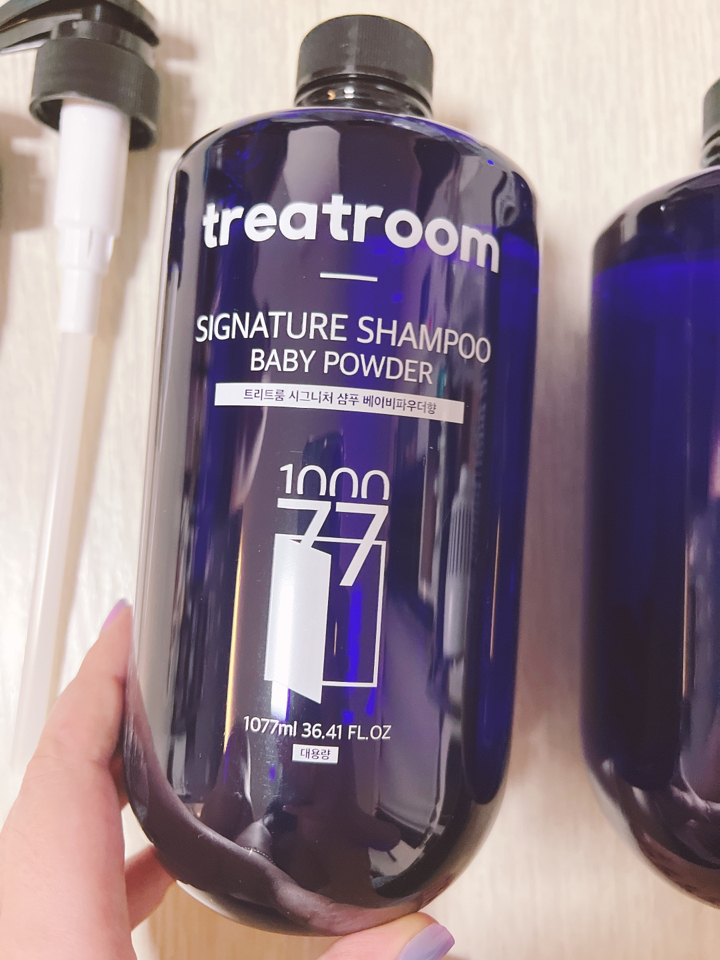 treatroom
SIGNATURE SHAMPOO
BABY POWDER
트리트룸 시그니처 샴푸 베이비파우더향
1000
77
1077ml 36.41 FL.OZ
대용량